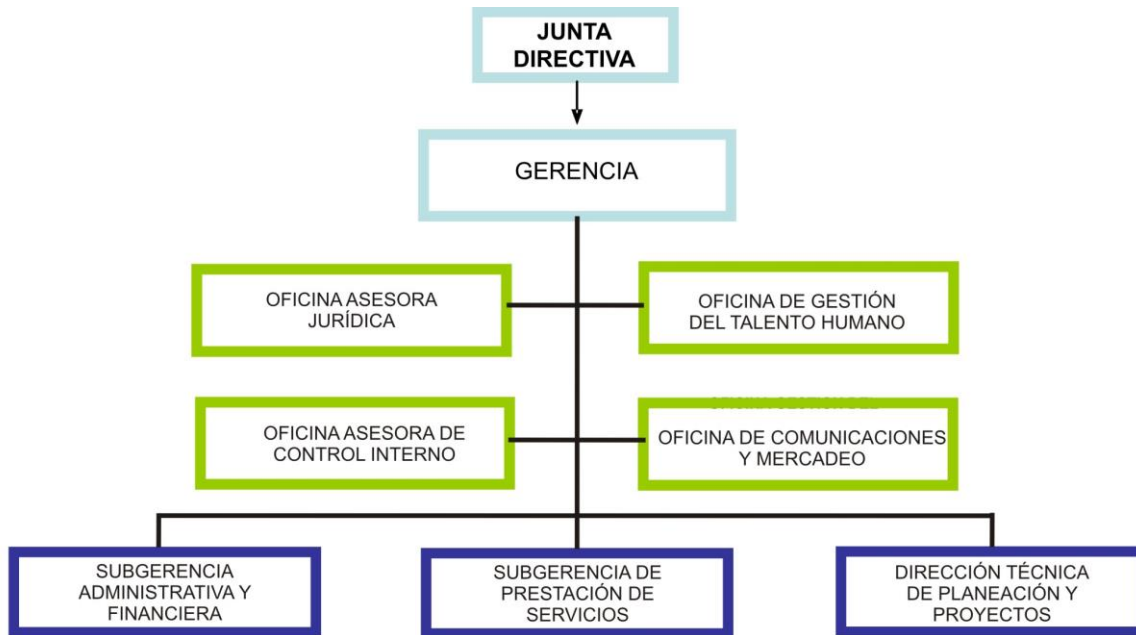 JUNTA
DIRECTIVA
GERENCIA
OFICINA ASESORA
JURÍDICA
OFICINA DE GESTIÓN
DEL TALENTO HUMANO
OFICINA ASESORA DE
CONTROL INTERNO
OFICINA DE COMUNICACIONES
Y MERCADEO
SUBGERENCIA
ADMINISTRATIVA Y
FINANCIERA
SUBGERENCIA DE
PRESTACIÓN DE
SERVICIOS
DIRECCIÓN TÉCNICA
DE PLANEACIÓN Y
PROYECTOS